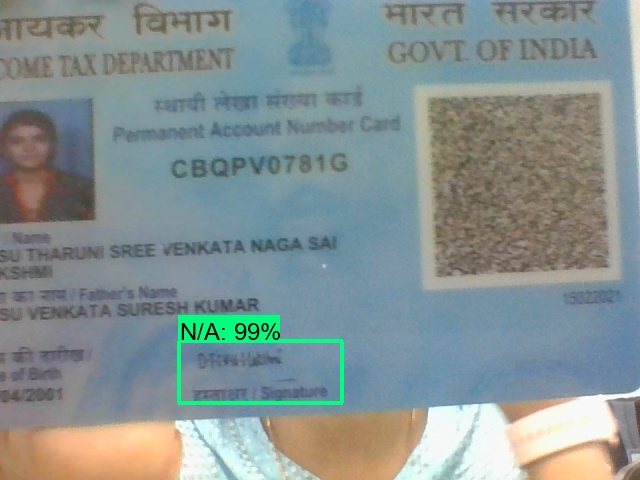 आयकर विभाग
भारत सरकार
COME TAX DEPARTMENT
GOVT. OF INDIA
स्थायी लेखा संख्या कार्ड
Permanent Account Number Card
CBQPV0781G
/ Name
SU THARUNI SREE VENKATA NAGA SAI
KSHMI
का नाम / Father's Name
SU VENKATA SURESH KUMAR
15022021
N/A: 99%
की तारीख /
e of Birth
04/2001
हस्ताक्षर / Signature